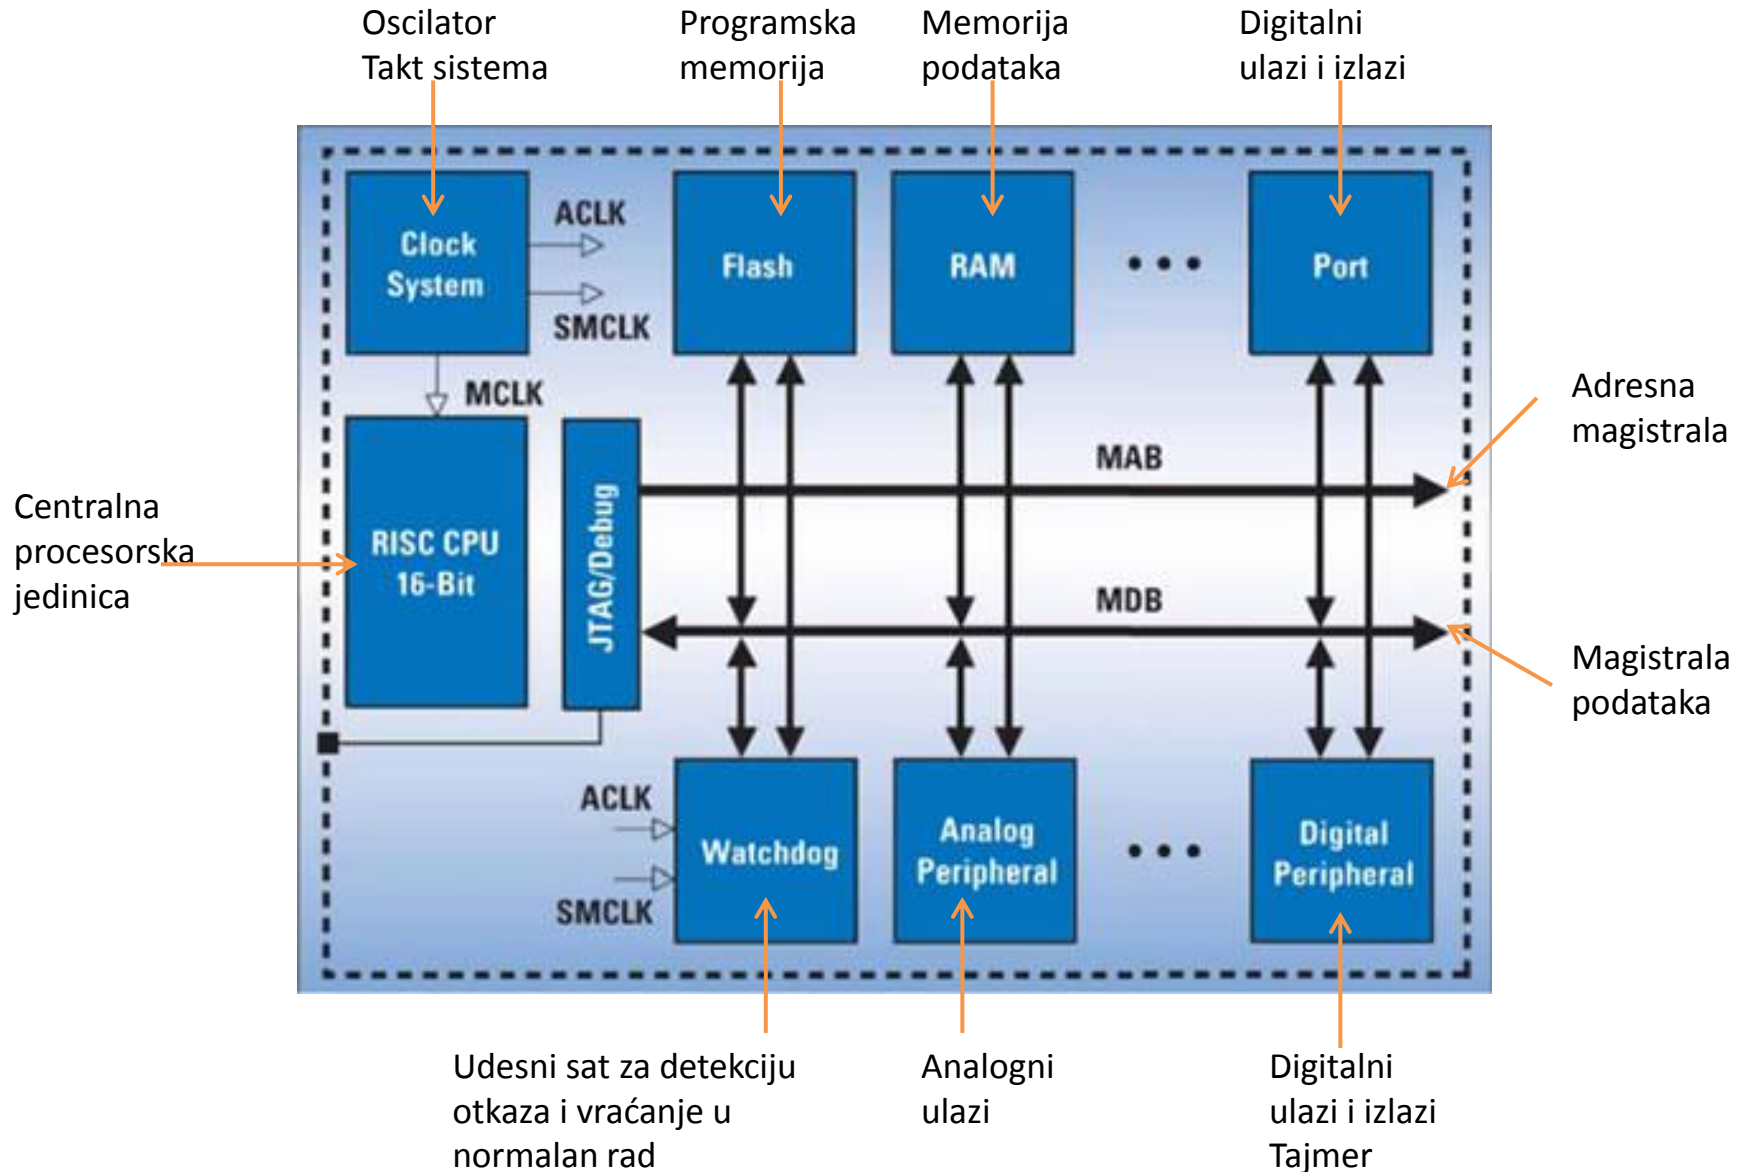 Oscilator
Takt sistema
Programska
memorija
Memorija
podataka
Digitalni
ulazi i izlazi
Clock
System
ACLK
SMCLK
Flash
RAM
•••
Port
MCLK
Adresna
magistrala
MAB
Centralna
procesorska
jedinica
RISC CPU
16-Bit
JTAG/Debug
MDB
Magistrala
podataka
ACLK
SMCLK
Watchdog
Analog
Peripheral
•••
Digital
Peripheral
Udesni sat za detekciju
otkaza i vraćanje u
normalan rad
Analogni
ulazi
Digitalni
ulazi i izlazi
Tajmer